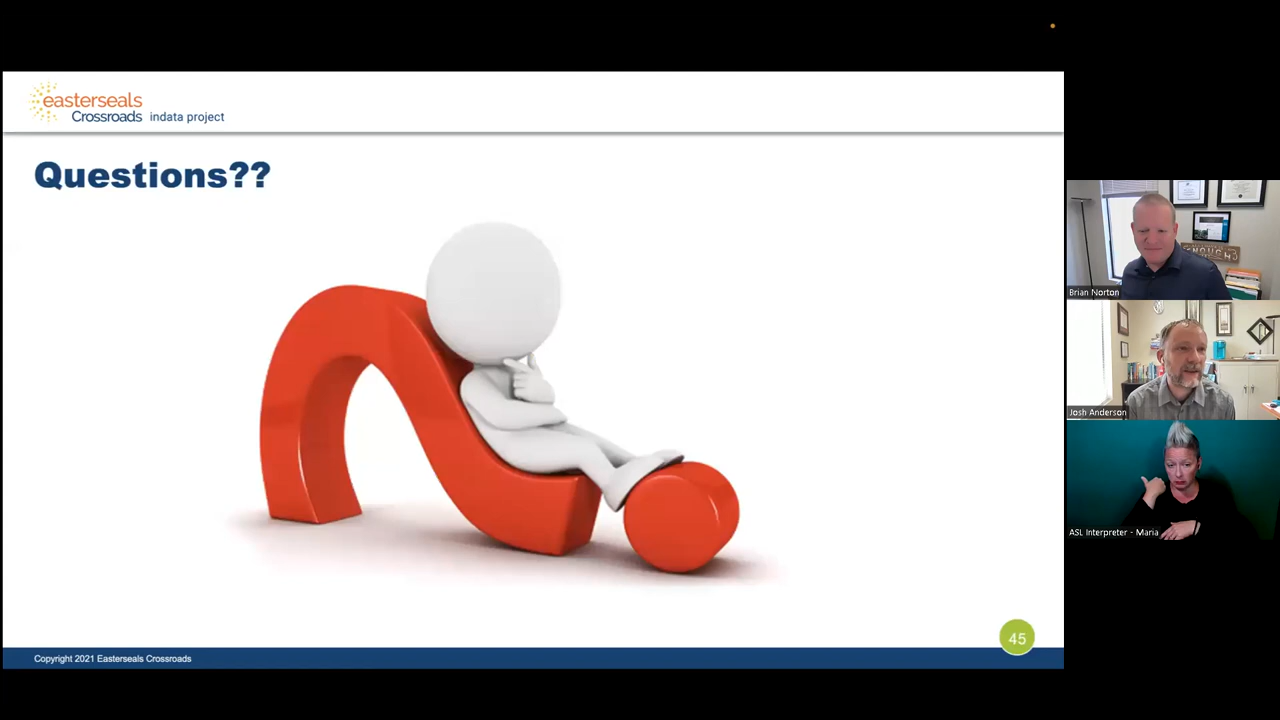 easterseals
Crossroads indata project
Questions??
45
Copyright 2021 Easterseals Crossroads
Brian Norton
Josh Anderson
ASL Interpreter - Maria